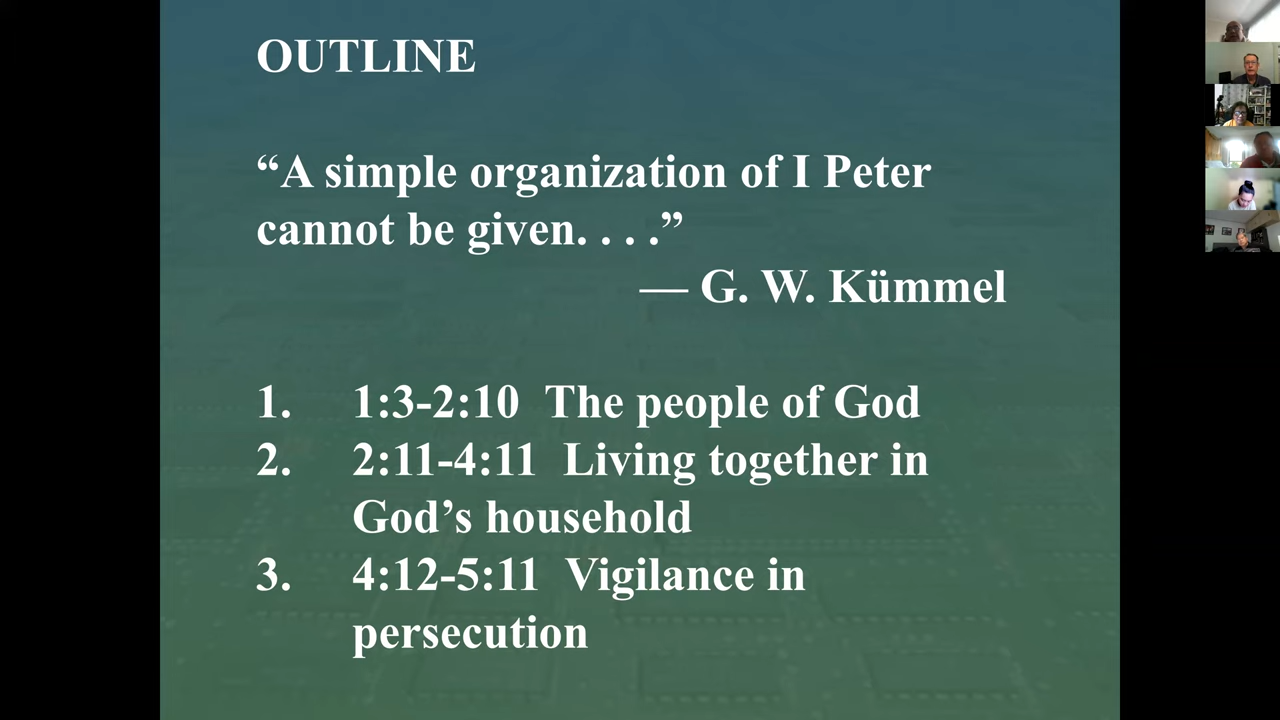 OUTLINE
“A simple organization of I Peter
cannot be given. . . .”
— G. W. Kümmel
1. 1:3-2:10 The people of God
2. 2:11-4:11 Living together in
God’s household
3. 4:12-5:11 Vigilance in
persecution